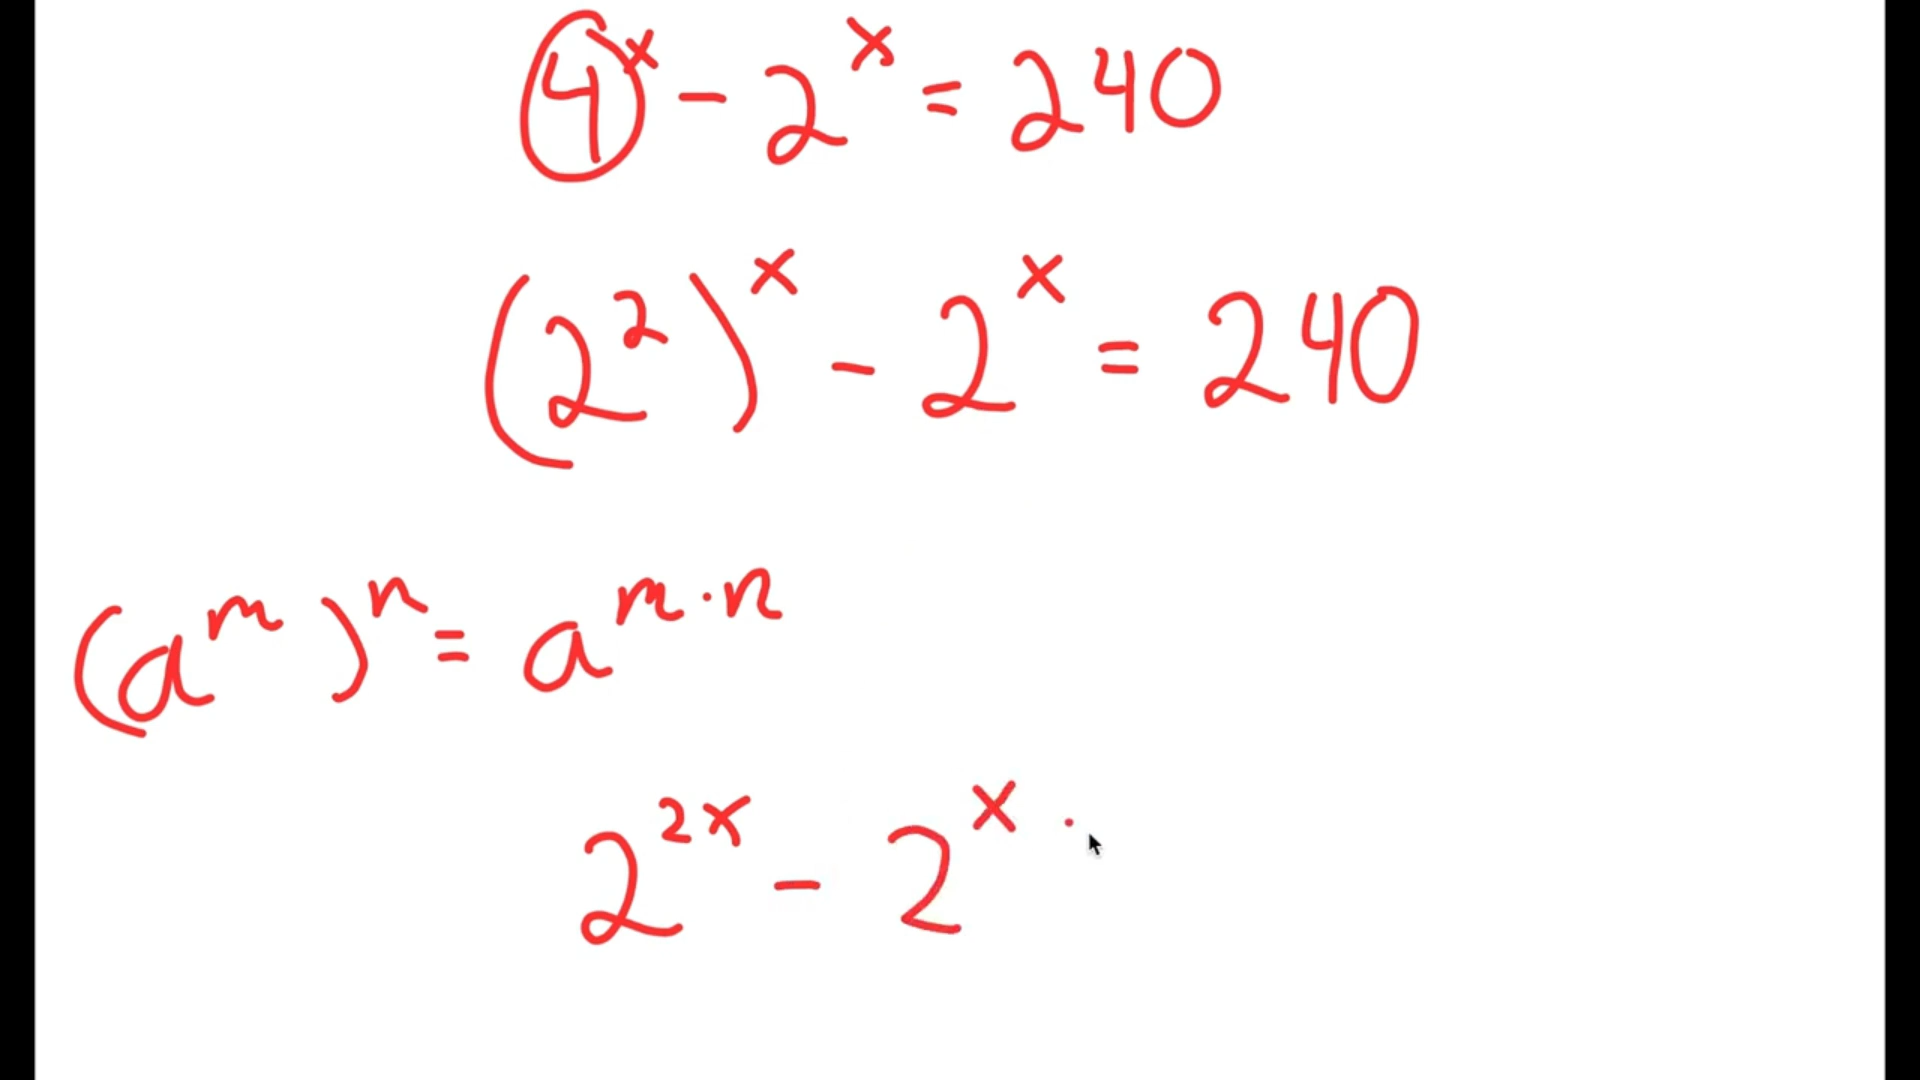 4^x - 2^x = 240
(2^2)^x - 2^x = 240
(a^m)^n = a^{m·n}
2^{2x} - 2^x